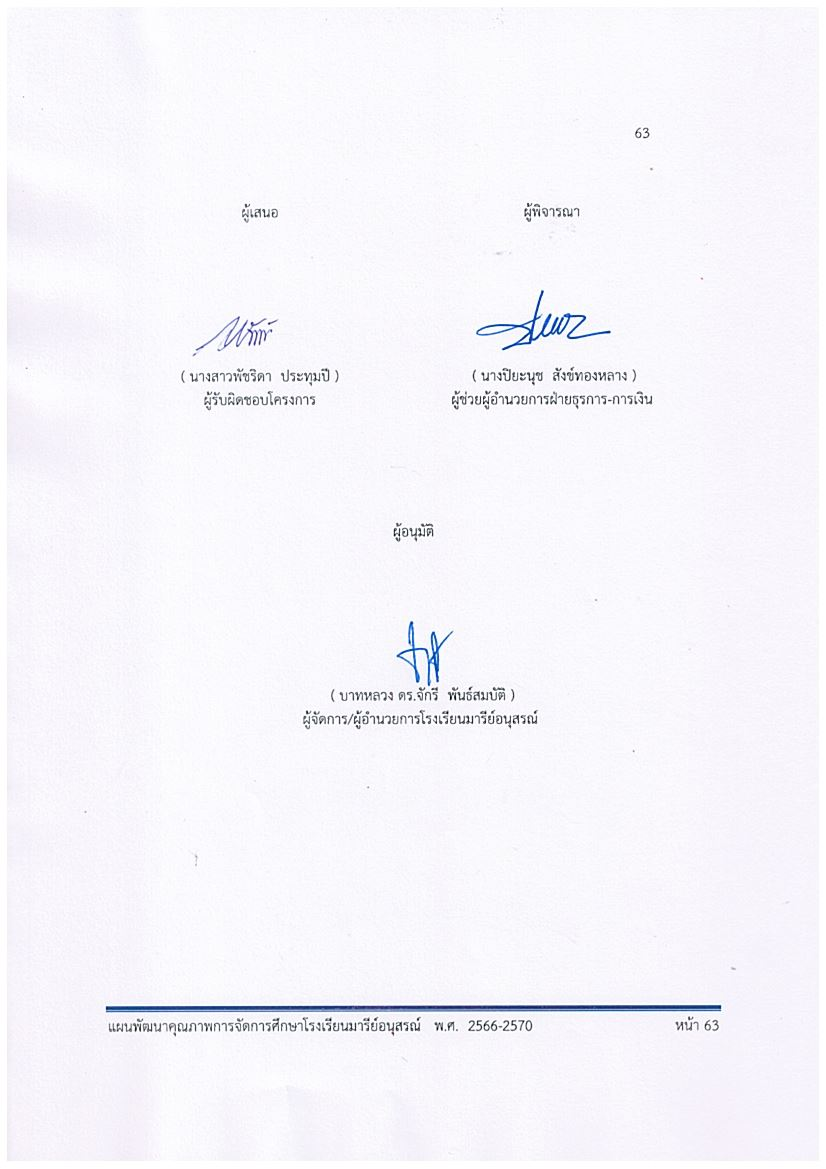 63
ผู้เสนอ ผู้พิจารณา
( นางสาวพัชริดา ประทุมปี ) ( นางปิยะนุช สังข์ทองหลาง )
ผู้รับผิดชอบโครงการ ผู้ช่วยผู้อำนวยการฝ่ายธุรการ-การเงิน
ผู้อนุมัติ
( บาทหลวง ดร.จักรี พันธ์สมบัติ )
ผู้จัดการ/ผู้อำนวยการโรงเรียนมารีย์อนุสรณ์
แผนพัฒนาคุณภาพการจัดการศึกษาโรงเรียนมารีย์อนุสรณ์ พ.ศ. 2566-2570 หน้า 63